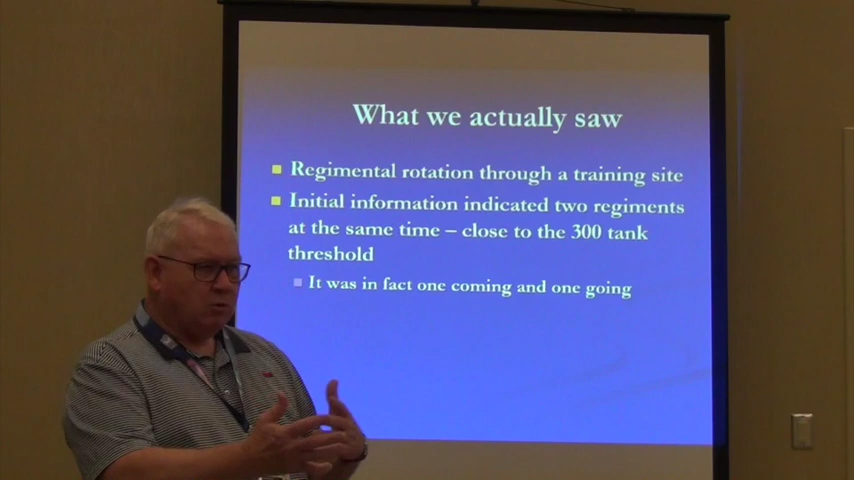 What we actually saw
Regimental rotation through a training site
Initial information indicated two regiments
at the same time – close to the 300 tank
threshold
It was in fact one coming and one going